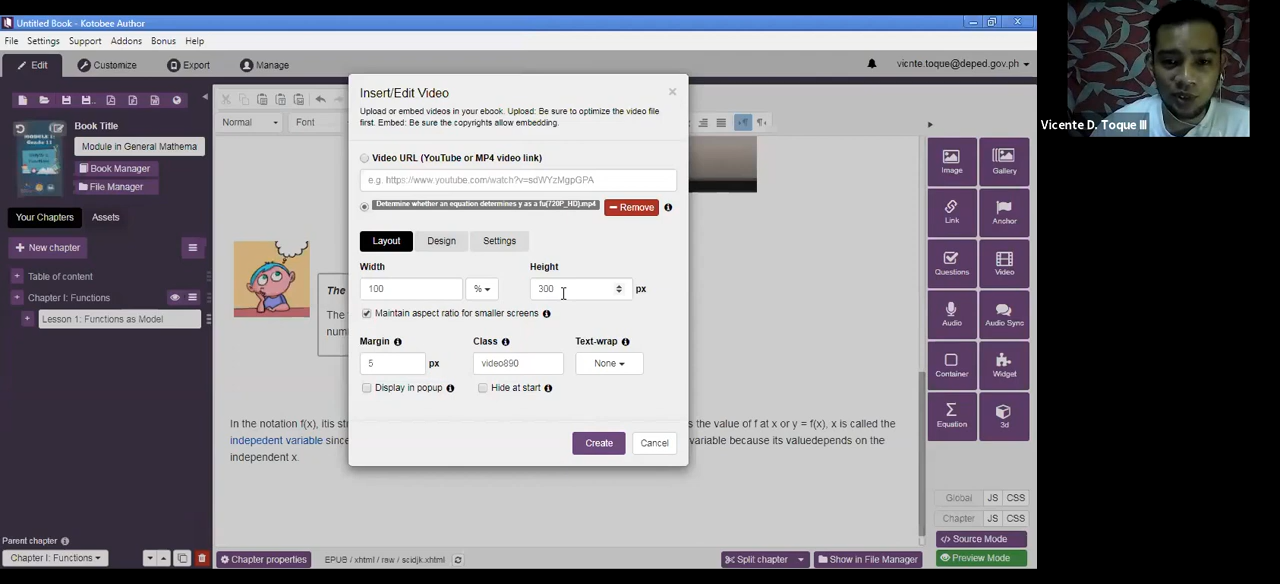 Untitled Book - Kotobee Author
File Settings Support Addons Bonus Help
Edit Customize Export Manage
vicnte.toque@deped.gov.ph
Vicente D. Toque III
Book Title
Module in General Mathema
Book Manager
File Manager
Your Chapters Assets
New chapter
Table of content
Chapter I: Functions
Lesson 1: Functions as Model
Parent chapter
Chapter I: Functions
Normal Font
Insert/Edit Video
Upload or embed videos in your ebook. Upload: Be sure to optimize the video file
first. Embed: Be sure the copyrights allow embedding.
Video URL (YouTube or MP4 video link)
e.g. https://www.youtube.com/watch?v=sdWYzMgpGPA
Determine whether an equation determines y as a fu(720P_HD).mp4
Remove
Layout Design Settings
Width Height
100 % 300 px
Maintain aspect ratio for smaller screens
Margin Class Text-wrap
5 px video890 None
Display in popup Hide at start
Create Cancel
The
The
num
In the notation f(x), itis str
s the value of f at x or y = f(x), x is called the
indepedent variable since
variable because its valuedepends on the
independent x.
Chapter properties EPUB / xhtml / raw / scidjk.xhtml Split chapter Show in File Manager
Image Gallery
Link Anchor
Questions Video
Audio Audio Sync
Container Widget
Equation 3d
Global JS CSS
Chapter JS CSS
Source Mode
Preview Mode